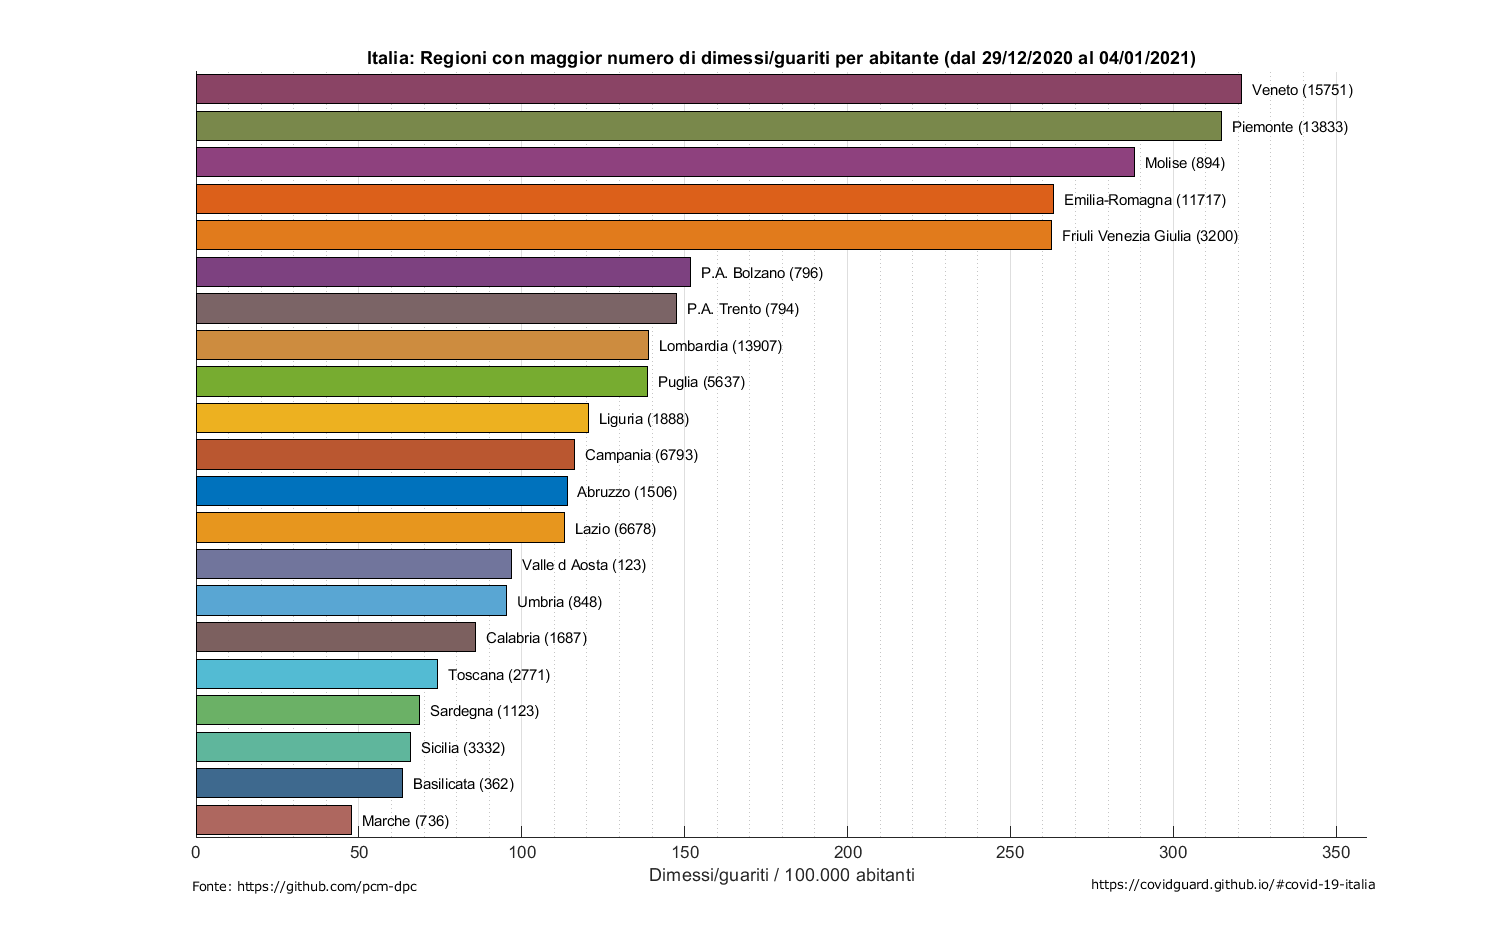 Italia: Regioni con maggior numero di dimessi/guariti per abitante (dal 29/12/2020 al 04/01/2021)
Veneto (15751)
Piemonte (13833)
Molise (894)
Emilia-Romagna (11717)
Friuli Venezia Giulia (3200)
P.A. Bolzano (796)
P.A. Trento (794)
Lombardia (13907)
Puglia (5637)
Liguria (1888)
Campania (6793)
Abruzzo (1506)
Lazio (6678)
Valle d Aosta (123)
Umbria (848)
Calabria (1687)
Toscana (2771)
Sardegna (1123)
Sicilia (3332)
Basilicata (362)
Marche (736)
0 50 100 150 200 250 300 350
Dimessi/guariti / 100.000 abitanti
Fonte: https://github.com/pcm-dpc
https://covidguard.github.io/#covid-19-italia